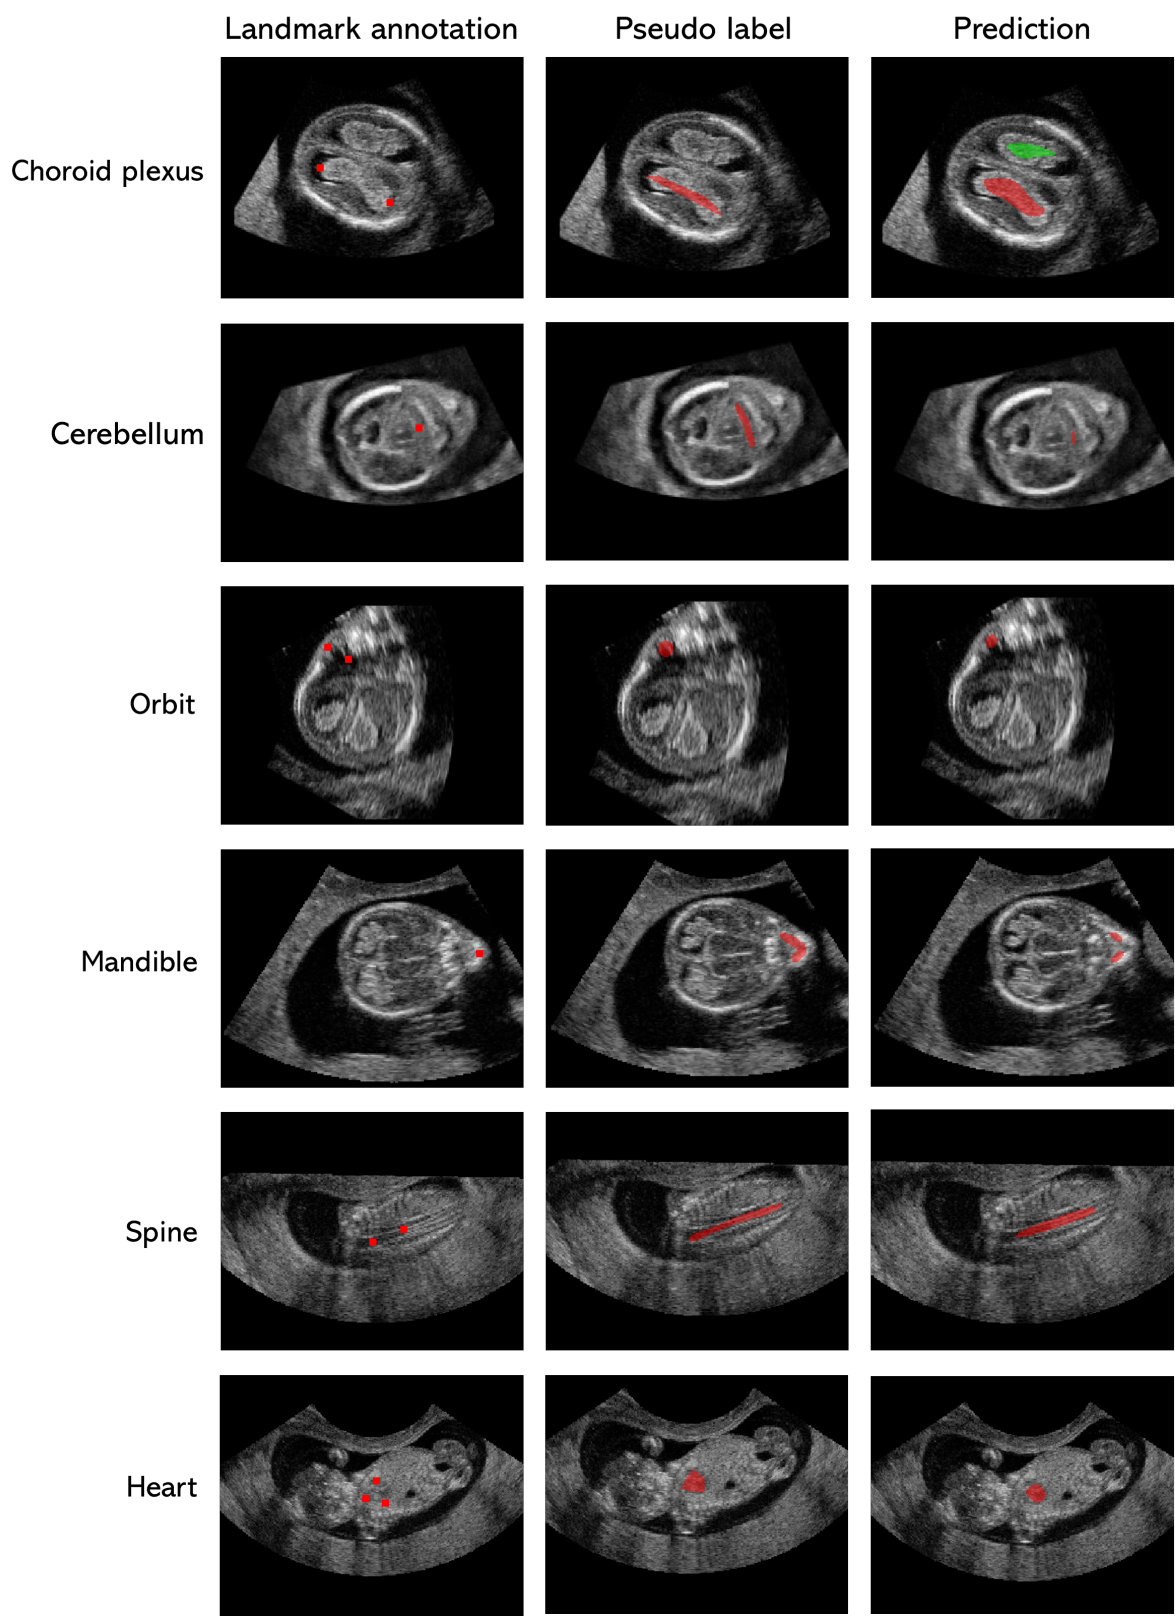 Landmark annotation Pseudo label Prediction
Choroid plexus
Cerebellum
Orbit
Mandible
Spine
Heart